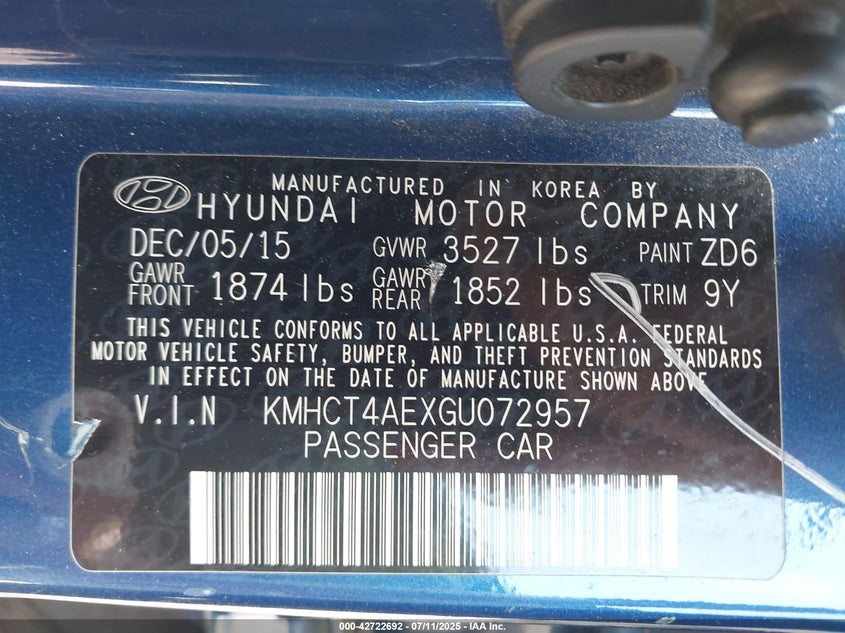 MANUFACTURED IN KOREA BY
HYUNDAI MOTOR COMPANY
DEC/05/15 GVWR 3527 lbs PAINT ZD6
GAWR FRONT 1874 lbs GAWR REAR 1852 lbs TRIM 9Y
THIS VEHICLE CONFORMS TO ALL APPLICABLE U.S.A. FEDERAL
MOTOR VEHICLE SAFETY, BUMPER, AND THEFT PREVENTION STANDARDS
IN EFFECT ON THE DATE OF MANUFACTURE SHOWN ABOVE
V.I.N KMHCT4AEXGU072957
PASSENGER CAR
000-42722692 - 07/11/2025 - IAA Inc.